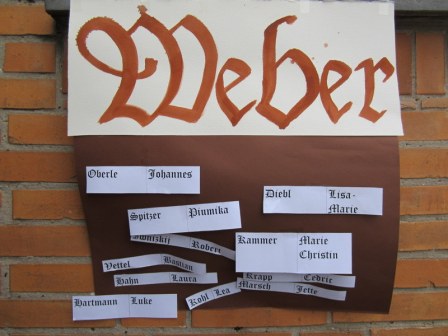 Weber
Oberle Johannes
Diebl Lisa-
Marie
Spitzer Piumika
Robert
Kammer Marie
Christin
Vettel Bastian
Hahn Laura
Krapp Cedric
Marsch Jette
Kohl Lea
Hartmann Luke